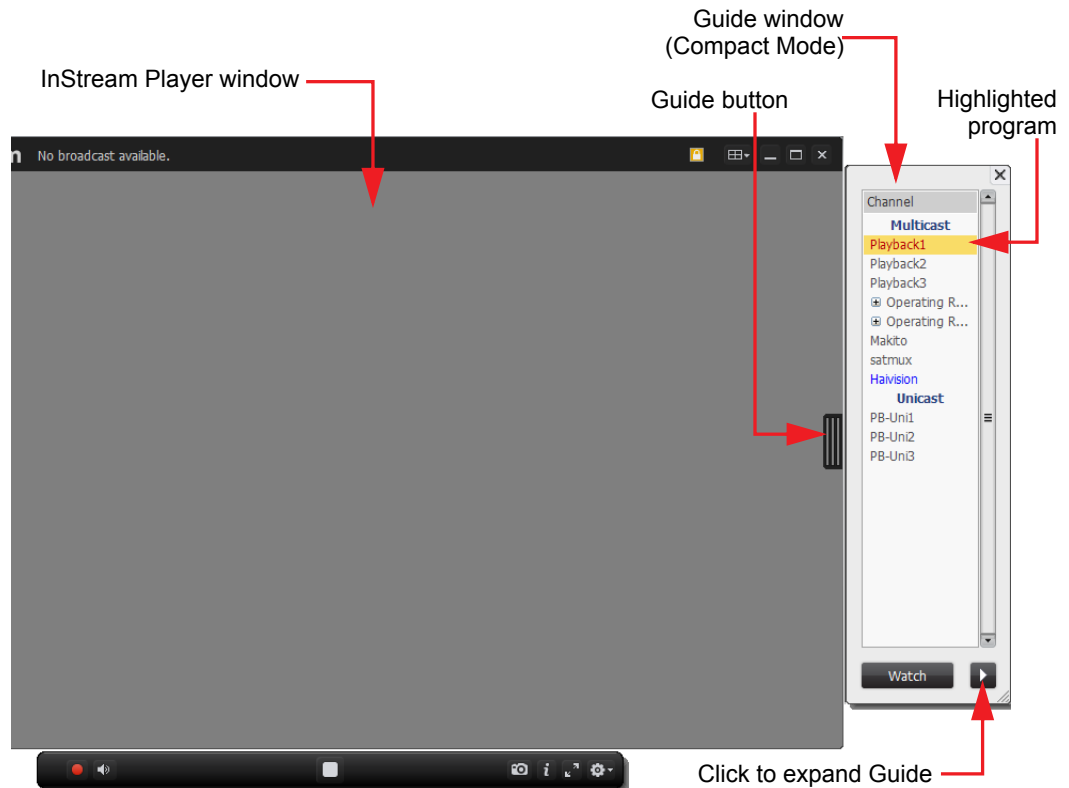 Guide window
(Compact Mode)
InStream Player window
Guide button
Highlighted
program
No broadcast available.
Channel
Multicast
Playback1
Playback2
Playback3
Operating R...
Operating R...
Makito
satmux
Haivision
Unicast
PB-Uni1
PB-Uni2
PB-Uni3
Watch
Click to expand Guide